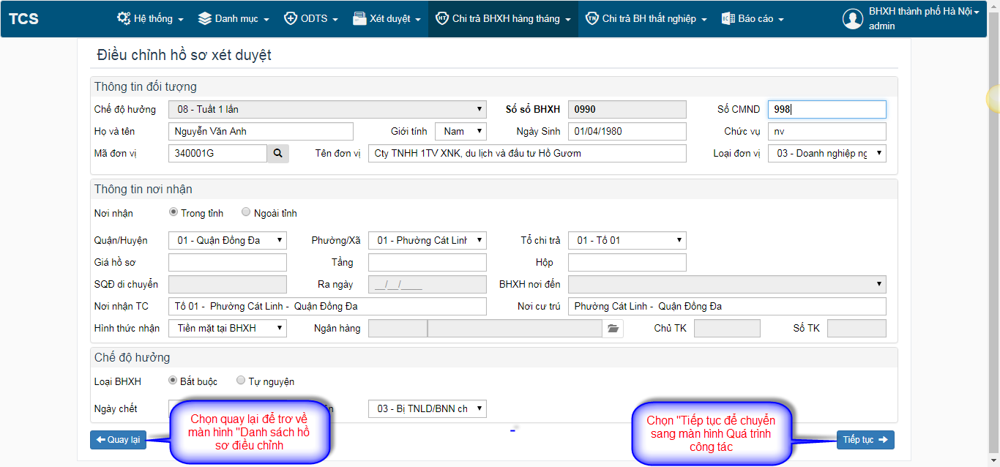 TCS Hệ thống Danh mục ODTS Xét duyệt Chi trả BHXH hàng tháng Chi trả BH thất nghiệp Báo cáo BHXH thành phố Hà Nội
admin
Điều chỉnh hồ sơ xét duyệt
Thông tin đối tượng
Chế độ hưởng 08 - Tuất 1 lần Số sổ BHXH 0990 Số CMND 998
Họ và tên Nguyễn Văn Anh Giới tính Nam Ngày Sinh 01/04/1980 Chức vụ nv
Mã đơn vị 340001G Tên đơn vị Cty TNHH 1TV XNK, du lịch và đầu tư Hồ Gươm Loại đơn vị 03 - Doanh nghiệp ng
Thông tin nơi nhận
Nơi nhận Trong tỉnh Ngoài tỉnh
Quận/Huyện 01 - Quận Đống Đa Phường/Xã 01 - Phường Cát Linh Tổ chi trả 01 - Tổ 01
Giá hồ sơ Tầng Hộp
SQĐ di chuyển Ra ngày __/__/____ BHXH nơi đến
Nơi nhận TC Tổ 01 - Phường Cát Linh - Quận Đống Đa Nơi cư trú Phường Cát Linh - Quận Đống Đa
Hình thức nhận Tiền mặt tại BHXH Ngân hàng Chủ TK Số TK
Chế độ hưởng
Loại BHXH Bắt buộc Tự nguyện
Ngày chết 03 - Bị TNLD/BNN ch
Chọn quay lại để trơ về
màn hình "Danh sách hồ
sơ điều chỉnh
Chọn "Tiếp tục để chuyển
sang màn hình Quá trình
công tác
Quay lại Tiếp tục